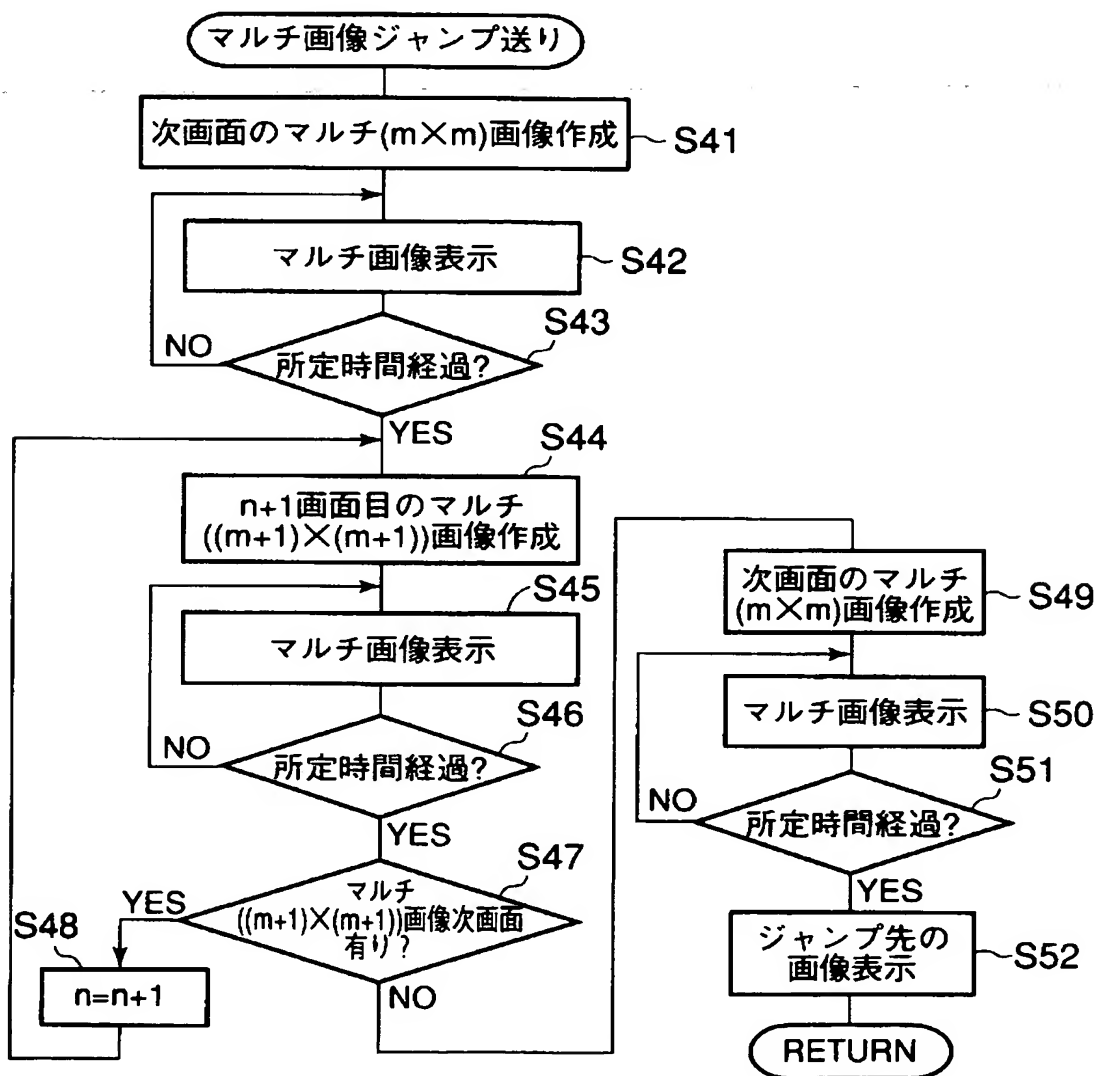 マルチ画像ジャンプ送り
次画面のマルチ(m×m)画像作成
S41
マルチ画像表示
S42
S43
所定時間経過?
NO
YES
S44
n+1画面目のマルチ
((m+1)×(m+1))画像作成
S45
マルチ画像表示
S46
所定時間経過?
NO
YES
S47
マルチ
((m+1)×(m+1))画像次画面
有り?
YES
NO
S48
n=n+1
次画面のマルチ
(m×m)画像作成
S49
マルチ画像表示
S50
S51
所定時間経過?
NO
YES
ジャンプ先の
画像表示
S52
RETURN